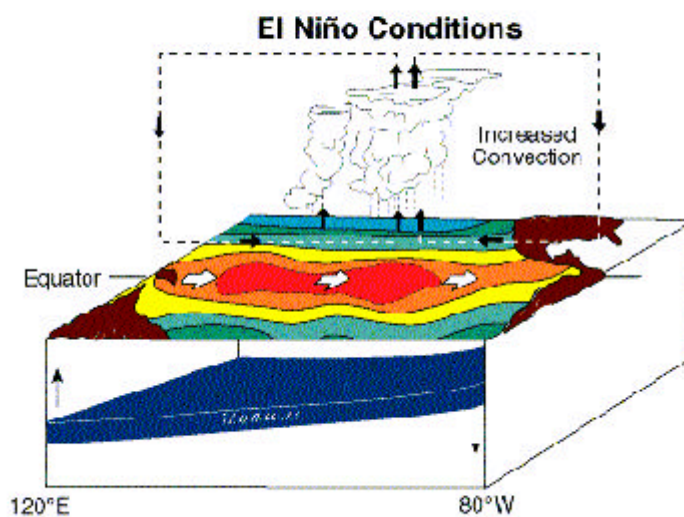 El Niño Conditions
Increased
Convection
Equator
120°E
80°W